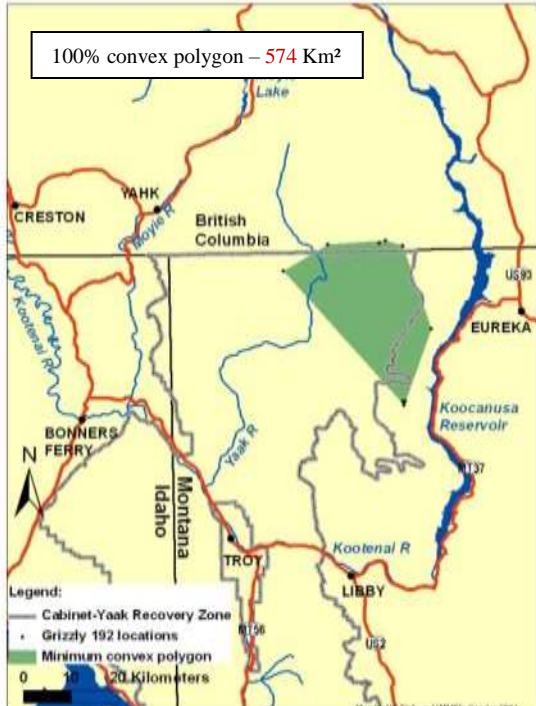 100% convex polygon – 574 Km²
Lake
YAHK
CRESTON
Moyie R
British
Columbia
US93
Kootenai R
EUREKA
Koocanusa
Reservoir
BONNERS
FERRY
Yaak R
N
MT37
Montana
Idaho
Kootenai R
TROY
LIBBY
Legend:
Cabinet-Yaak Recovery Zone
Grizzly 192 locations
Minimum convex polygon
MT56
US2
0 10 20 Kilometers